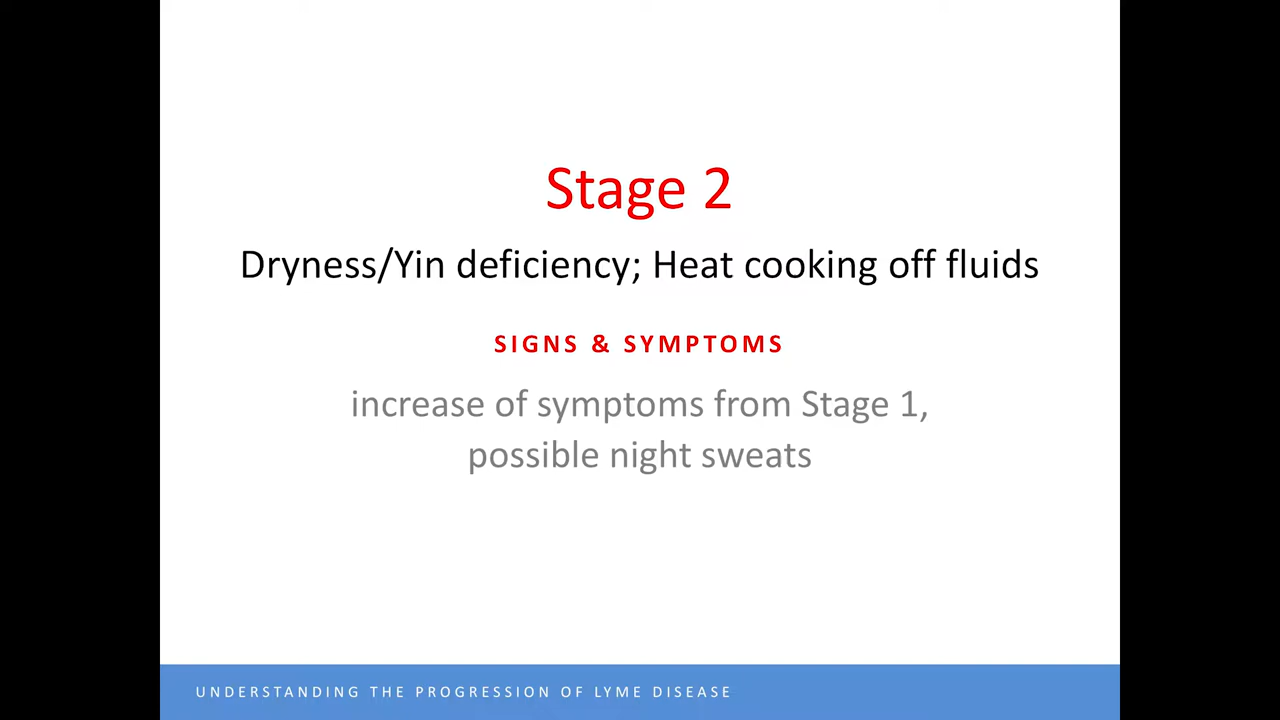 Stage 2
Dryness/Yin deficiency; Heat cooking off fluids
SIGNS & SYMPTOMS
increase of symptoms from Stage 1,
possible night sweats
UNDERSTANDING THE PROGRESSION OF LYME DISEASE